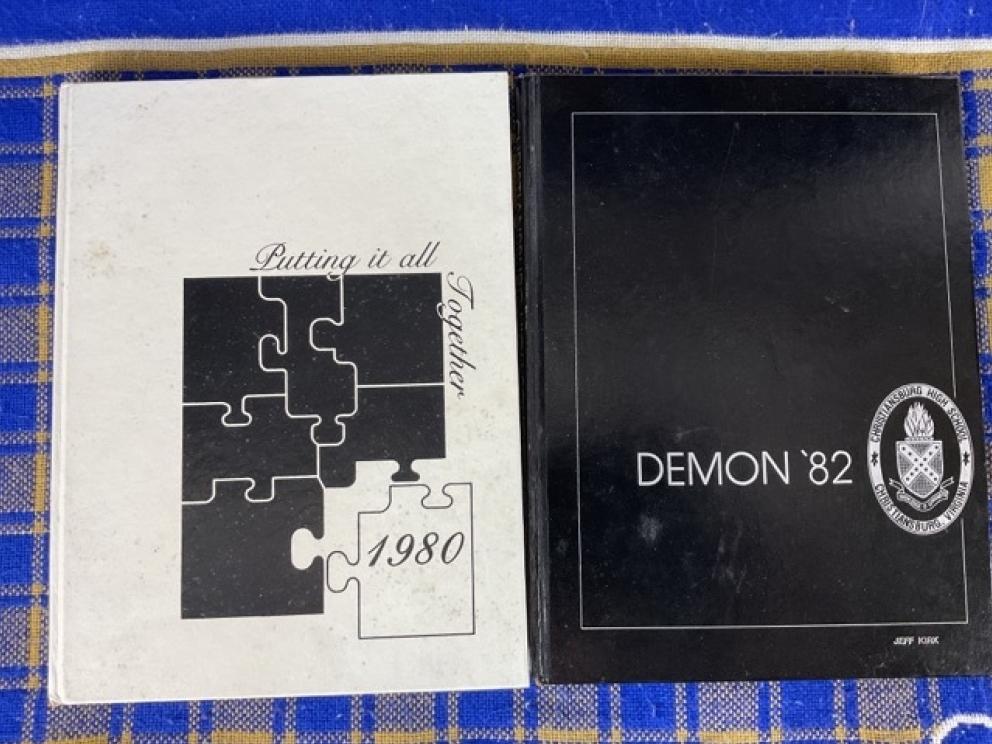 Putting it all
Together
1980
DEMON '82
CHRISTIANSBURG HIGH SCHOOL
CHRISTIANSBURG, VIRGINIA
JEFF KIRK